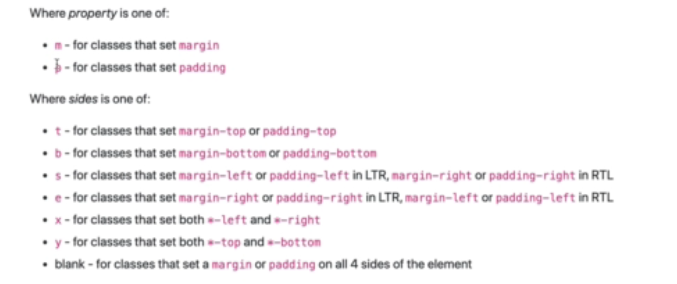 Where property is one of:
• m - for classes that set margin
• p - for classes that set padding
Where sides is one of:
• t - for classes that set margin-top or padding-top
• b - for classes that set margin-bottom or padding-bottom
• s - for classes that set margin-left or padding-left in LTR, margin-right or padding-right in RTL
• e - for classes that set margin-right or padding-right in LTR, margin-left or padding-left in RTL
• x - for classes that set both *-left and *-right
• y - for classes that set both *-top and *-bottom
• blank - for classes that set a margin or padding on all 4 sides of the element